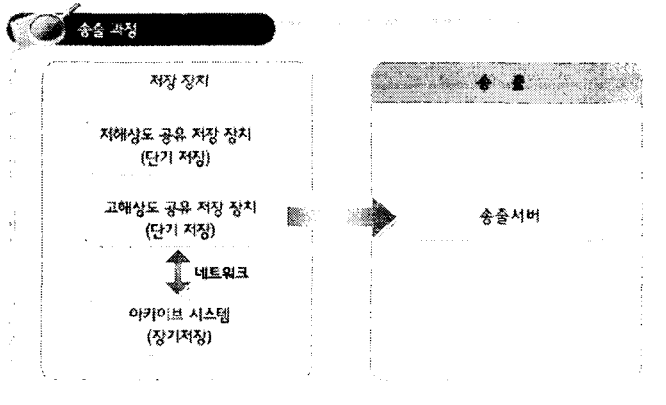 송출 과정
저장 장치
저해상도 공유 저장 장치
(단기 저장)
고해상도 공유 저장 장치
(단기 저장)
네트워크
아카이브 시스템
(장기저장)
송 출
송출서버